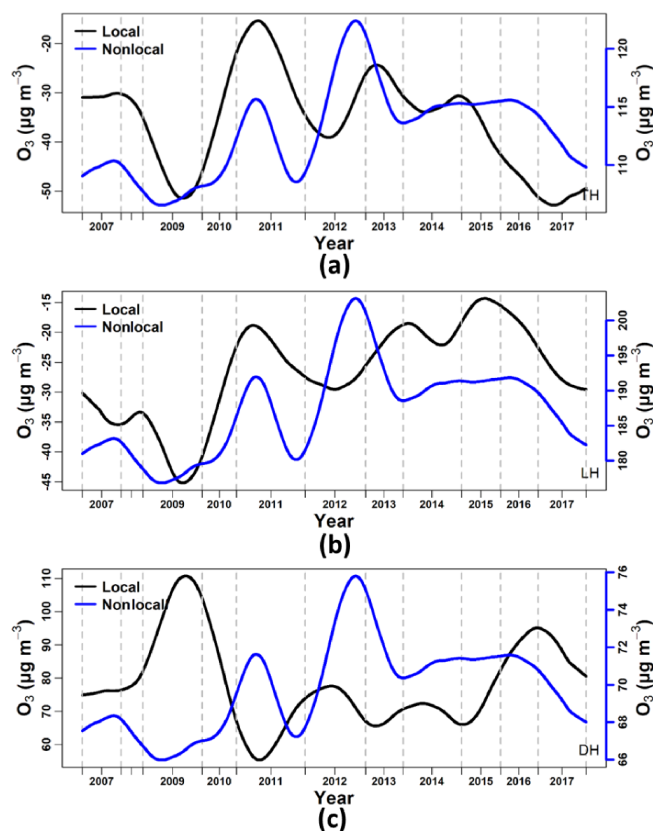 Local
Nonlocal
O₃ (µg m⁻³)
-20
-30
-40
-50
120
115
110
O₃ (µg m⁻³)
TH
2007 2009 2010 2011 2012 2013 2014 2015 2016 2017
Year
(a)
Local
Nonlocal
O₃ (µg m⁻³)
-15
-20
-25
-30
-35
-40
-45
200
195
190
185
180
O₃ (µg m⁻³)
LH
2007 2009 2010 2011 2012 2013 2014 2015 2016 2017
Year
(b)
Local
Nonlocal
O₃ (µg m⁻³)
110
100
90
80
70
60
76
74
72
70
68
66
O₃ (µg m⁻³)
DH
2007 2009 2010 2011 2012 2013 2014 2015 2016 2017
Year
(c)